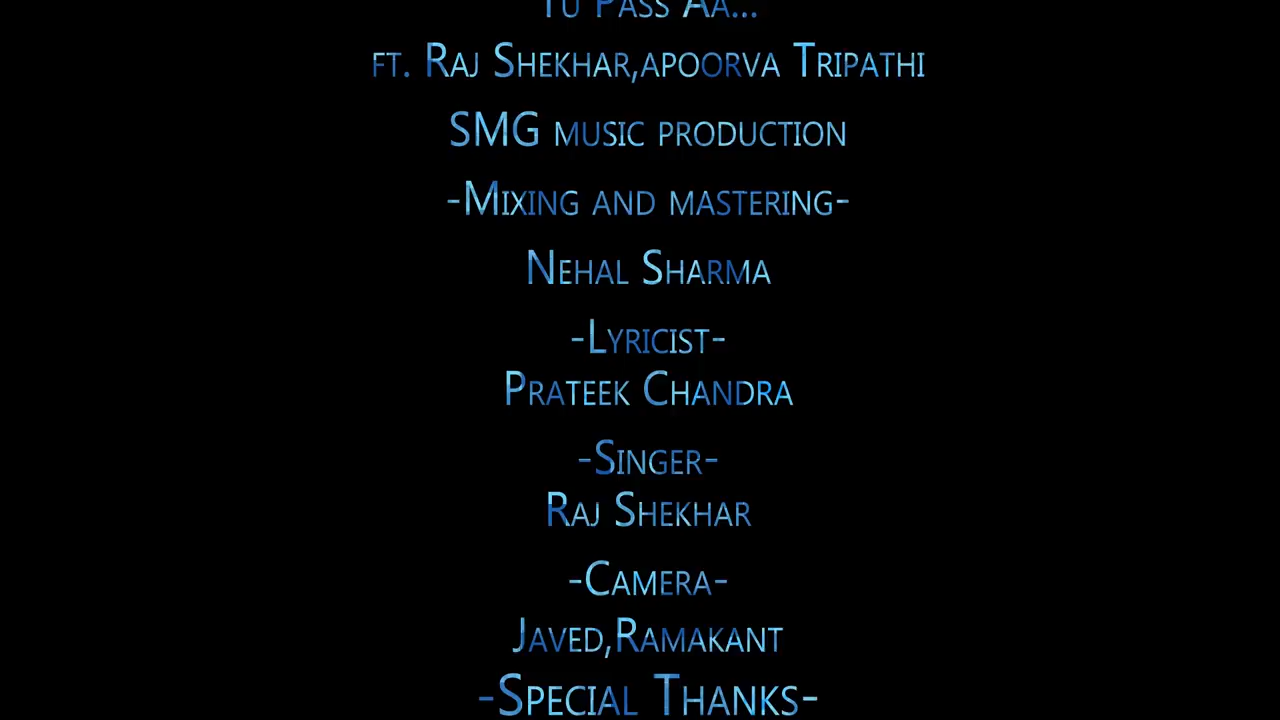 Tu Pass Aa...
ft. Raj Shekhar,apoorva Tripathi
SMG music production
-Mixing and mastering-
Nehal Sharma
-Lyricist-
Prateek Chandra
-Singer-
Raj Shekhar
-Camera-
Javed,Ramakant
-Special Thanks-